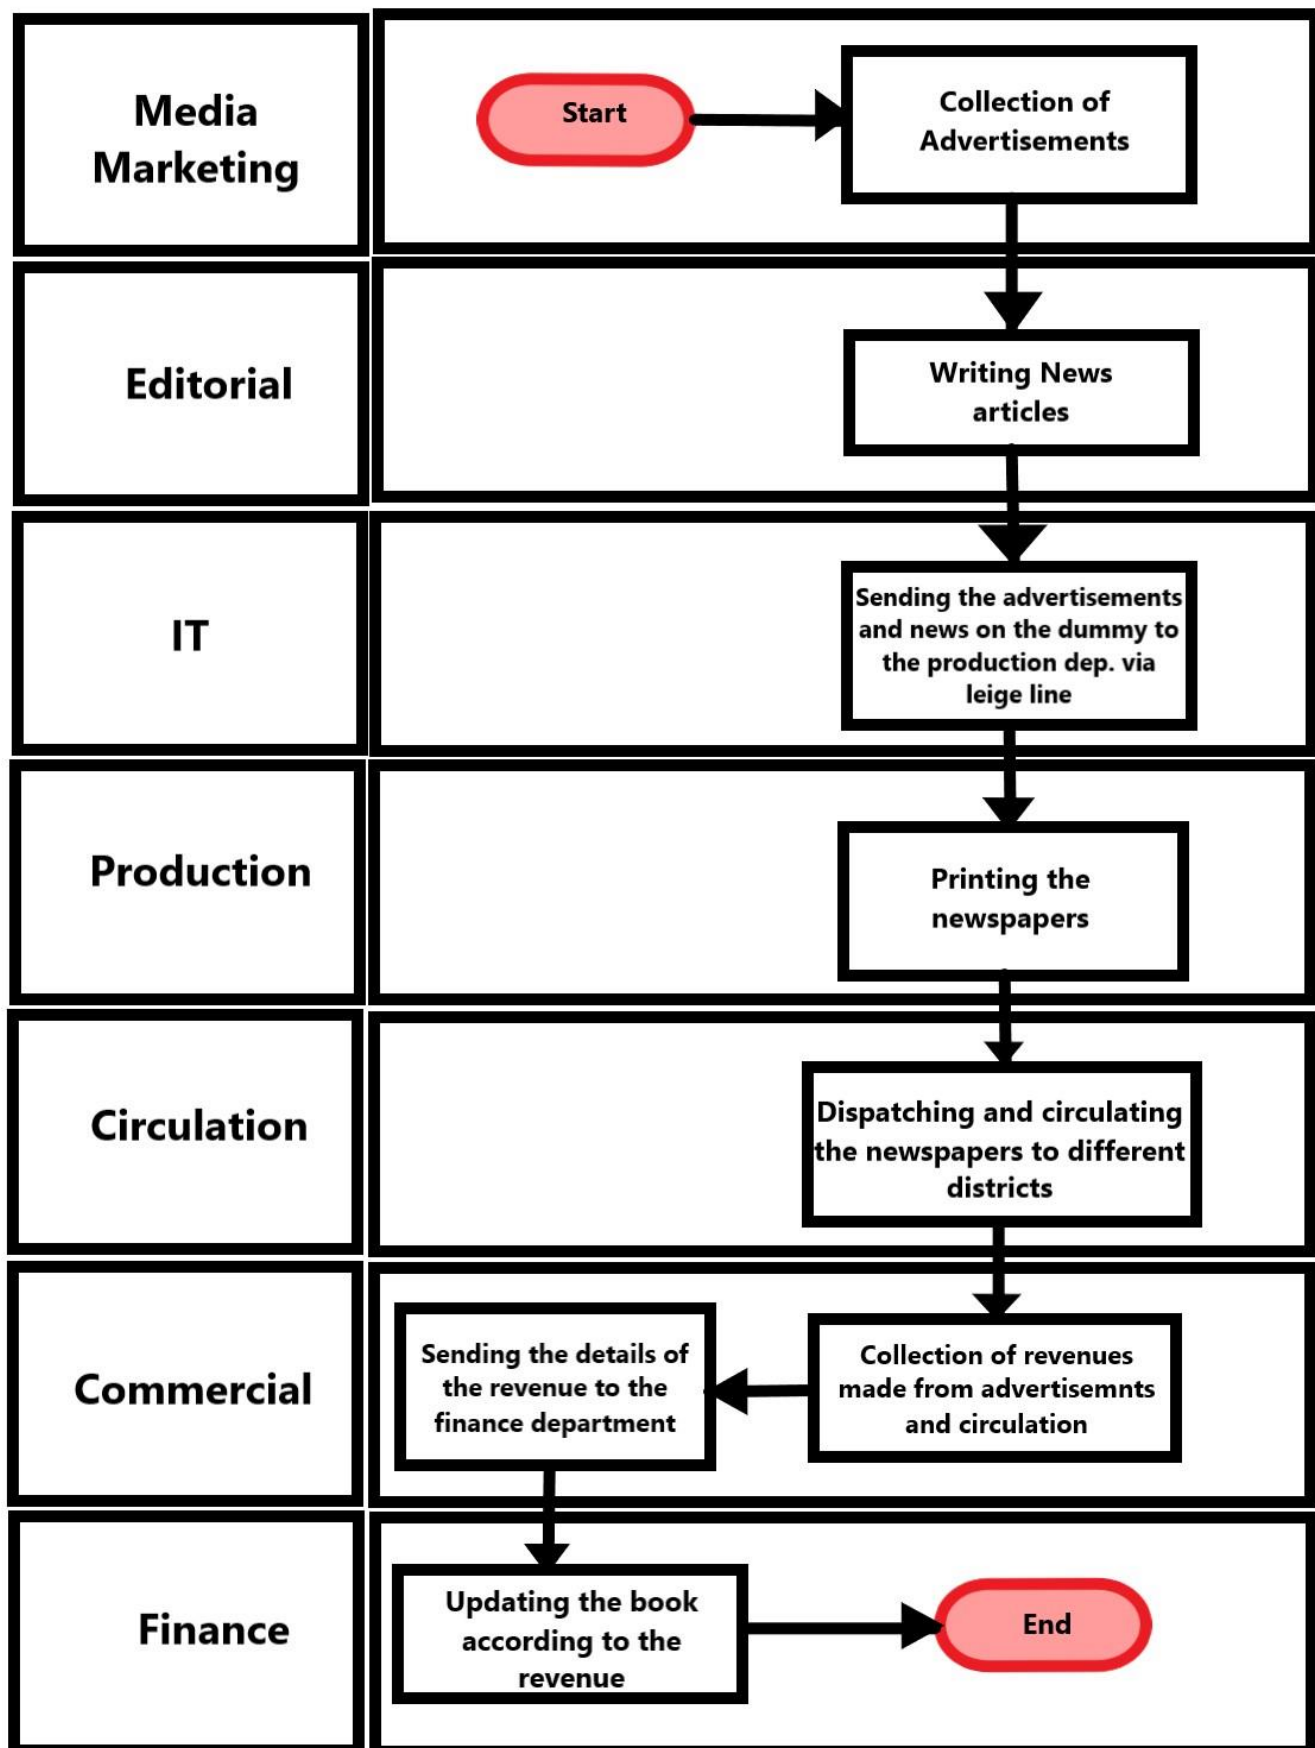 Media
Marketing
Start
Collection of
Advertisements
Editorial
Writing News
articles
IT
Sending the advertisements
and news on the dummy to
the production dep. via
leige line
Production
Printing the
newspapers
Circulation
Dispatching and circulating
the newspapers to different
districts
Commercial
Sending the details of
the revenue to the
finance department
Collection of revenues
made from advertisemnts
and circulation
Finance
Updating the book
according to the
revenue
End